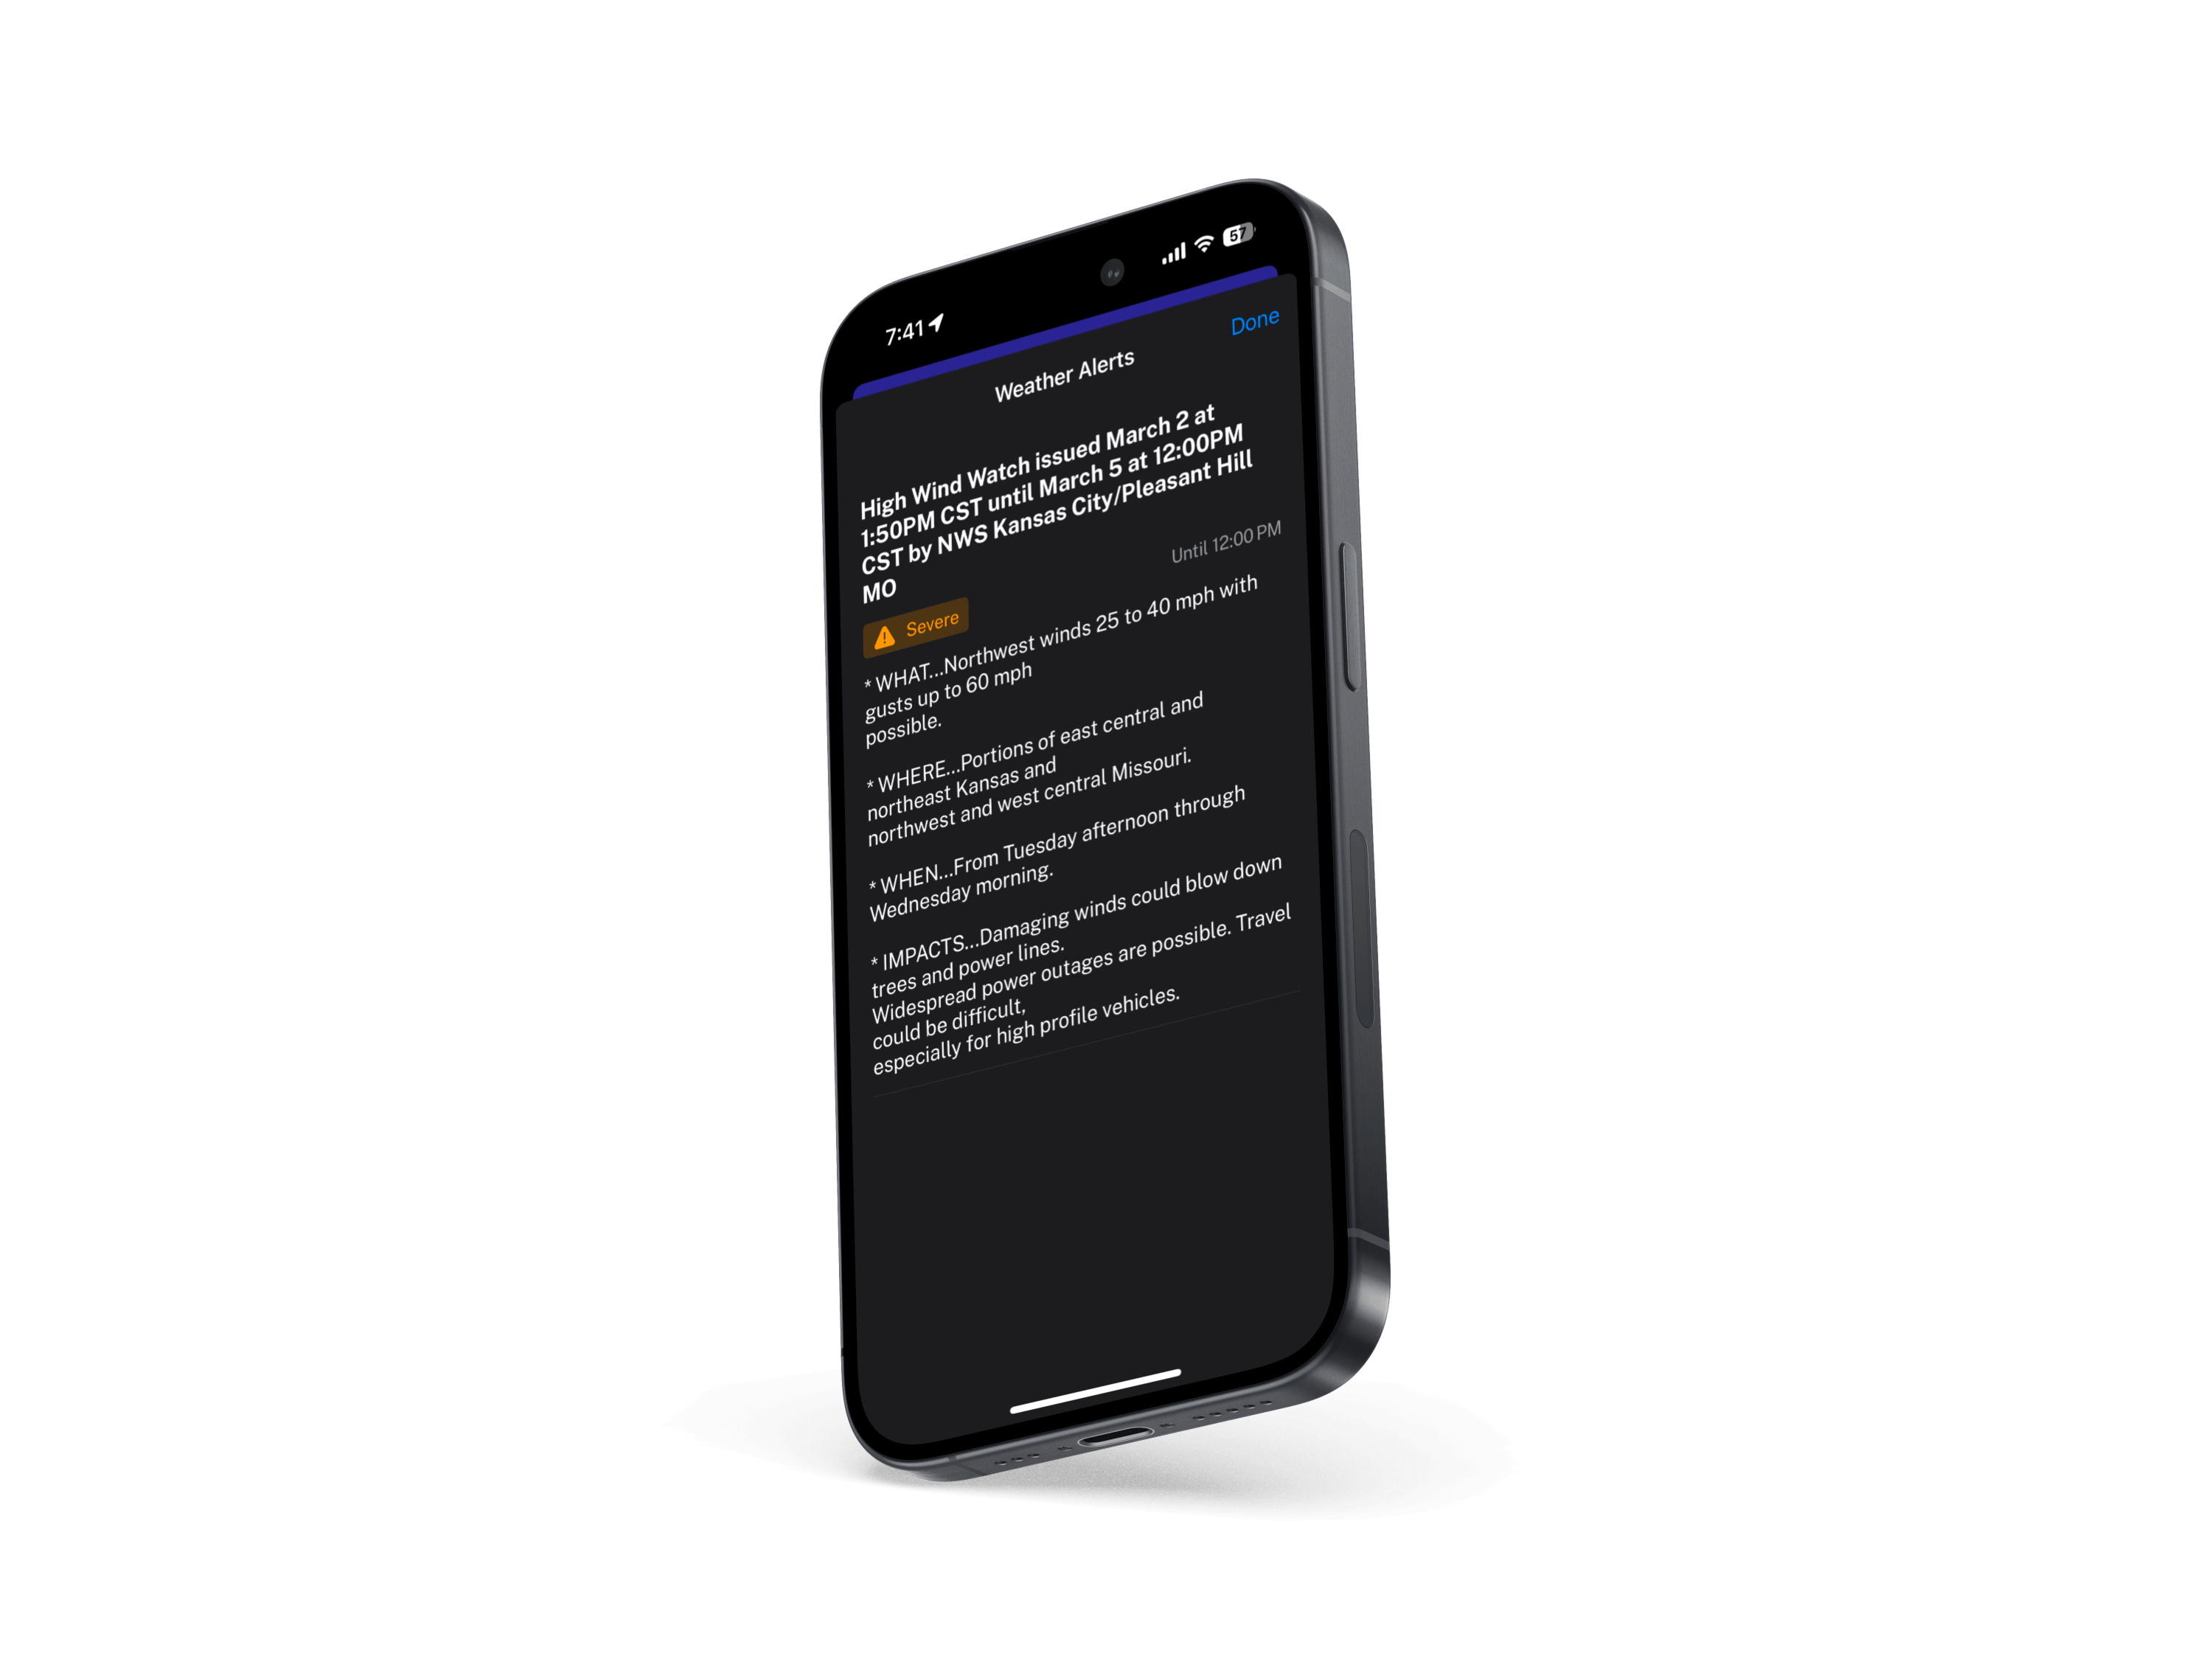 7:41
57
Done
Weather Alerts
High Wind Watch issued March 2 at
1:50PM CST until March 5 at 12:00PM
CST by NWS Kansas City/Pleasant Hill
MO
Until 12:00 PM
Severe
* WHAT...Northwest winds 25 to 40 mph with
gusts up to 60 mph
possible.
* WHERE...Portions of east central and
northeast Kansas and
northwest and west central Missouri.
* WHEN...From Tuesday afternoon through
Wednesday morning.
* IMPACTS...Damaging winds could blow down
trees and power lines.
Widespread power outages are possible. Travel
could be difficult,
especially for high profile vehicles.